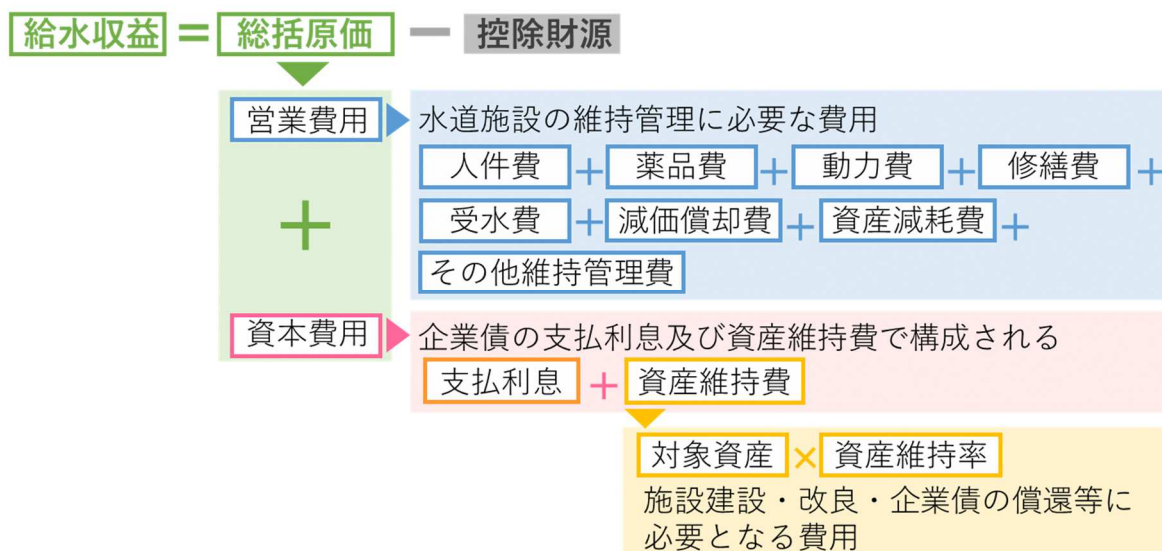 給水収益 = 総括原価 − 控除財源
営業費用 水道施設の維持管理に必要な費用
人件費 + 薬品費 + 動力費 + 修繕費 +
+ 受水費 + 減価償却費 + 資産減耗費 +
その他維持管理費
資本費用 企業債の支払利息及び資産維持費で構成される
支払利息 + 資産維持費
対象資産 × 資産維持率
施設建設・改良・企業債の償還等に
必要となる費用